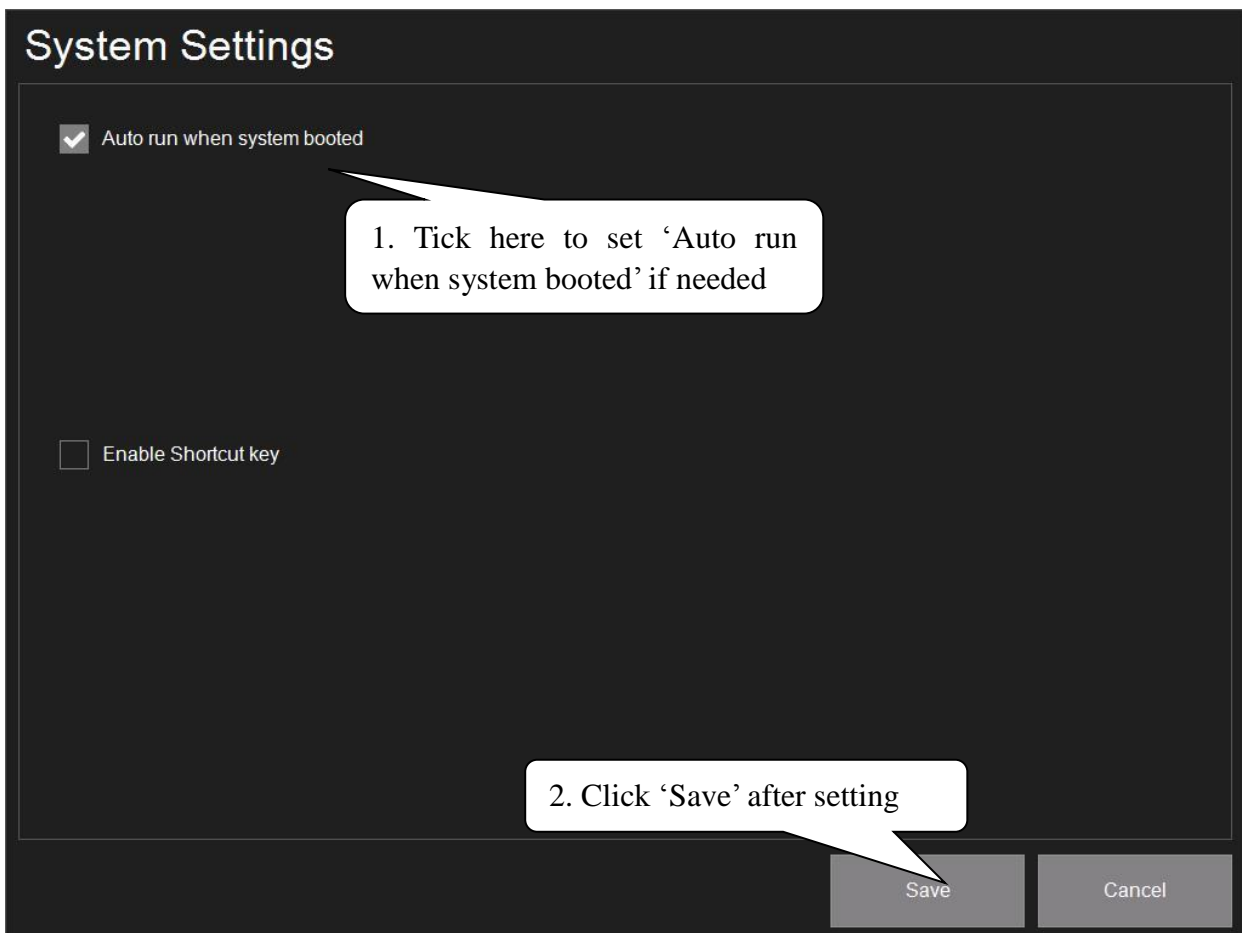 System Settings
Auto run when system booted
1. Tick here to set ‘Auto run
when system booted’ if needed
Enable Shortcut key
2. Click ‘Save’ after setting
Save
Cancel